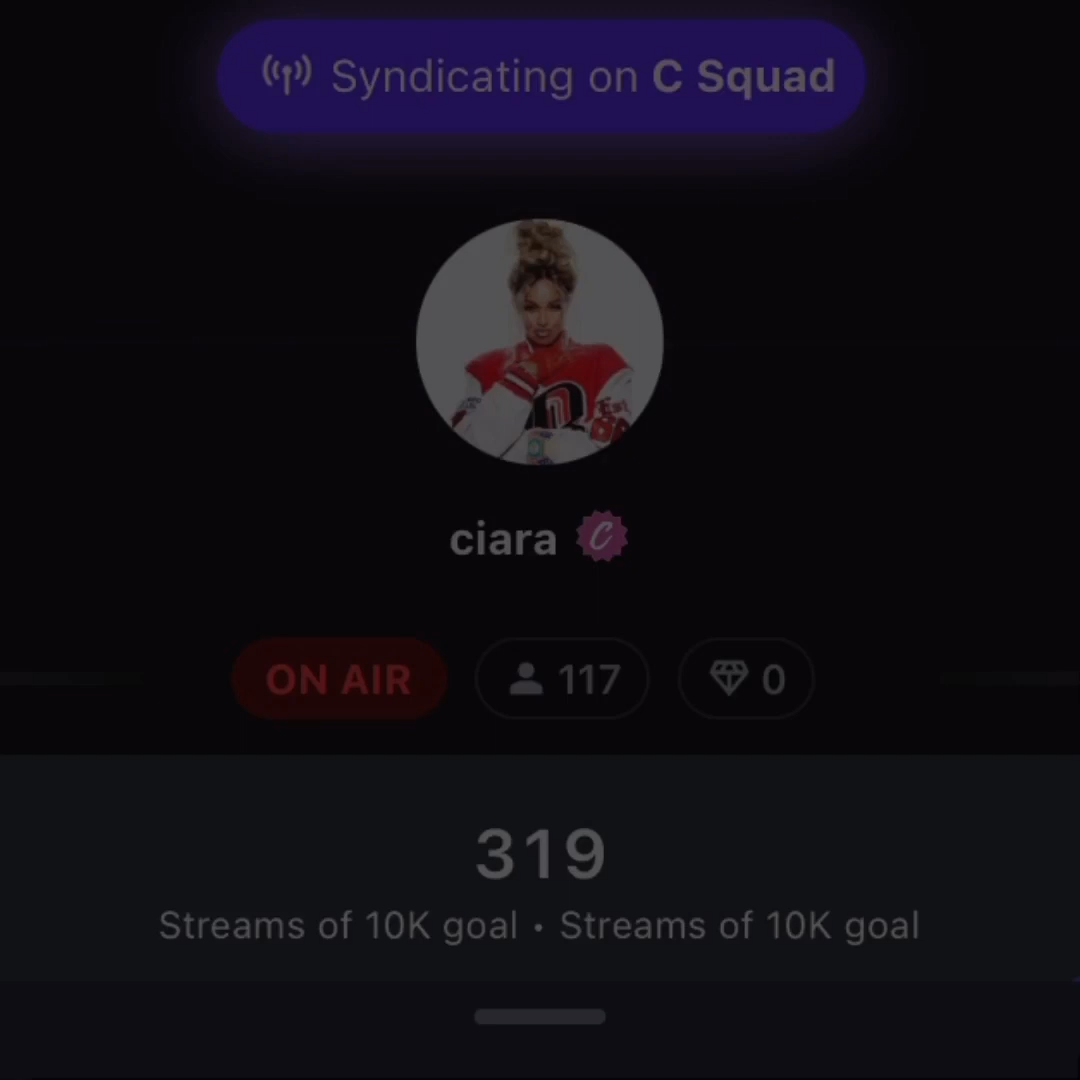 Syndicating on C Squad
ciara C
ON AIR 117 0
319
Streams of 10K goal • Streams of 10K goal